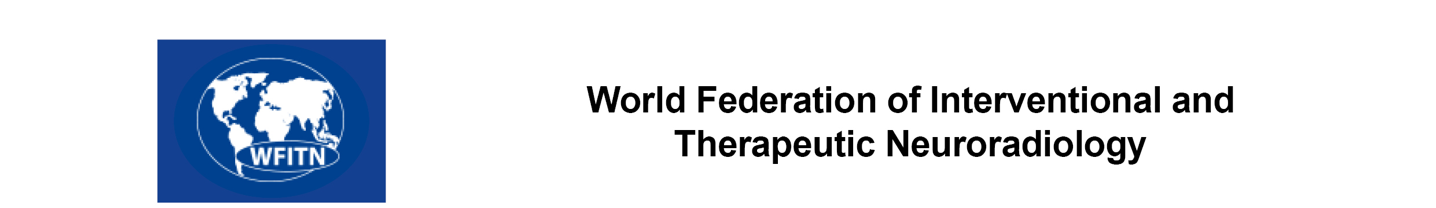 WFITN
World Federation of Interventional and
Therapeutic Neuroradiology